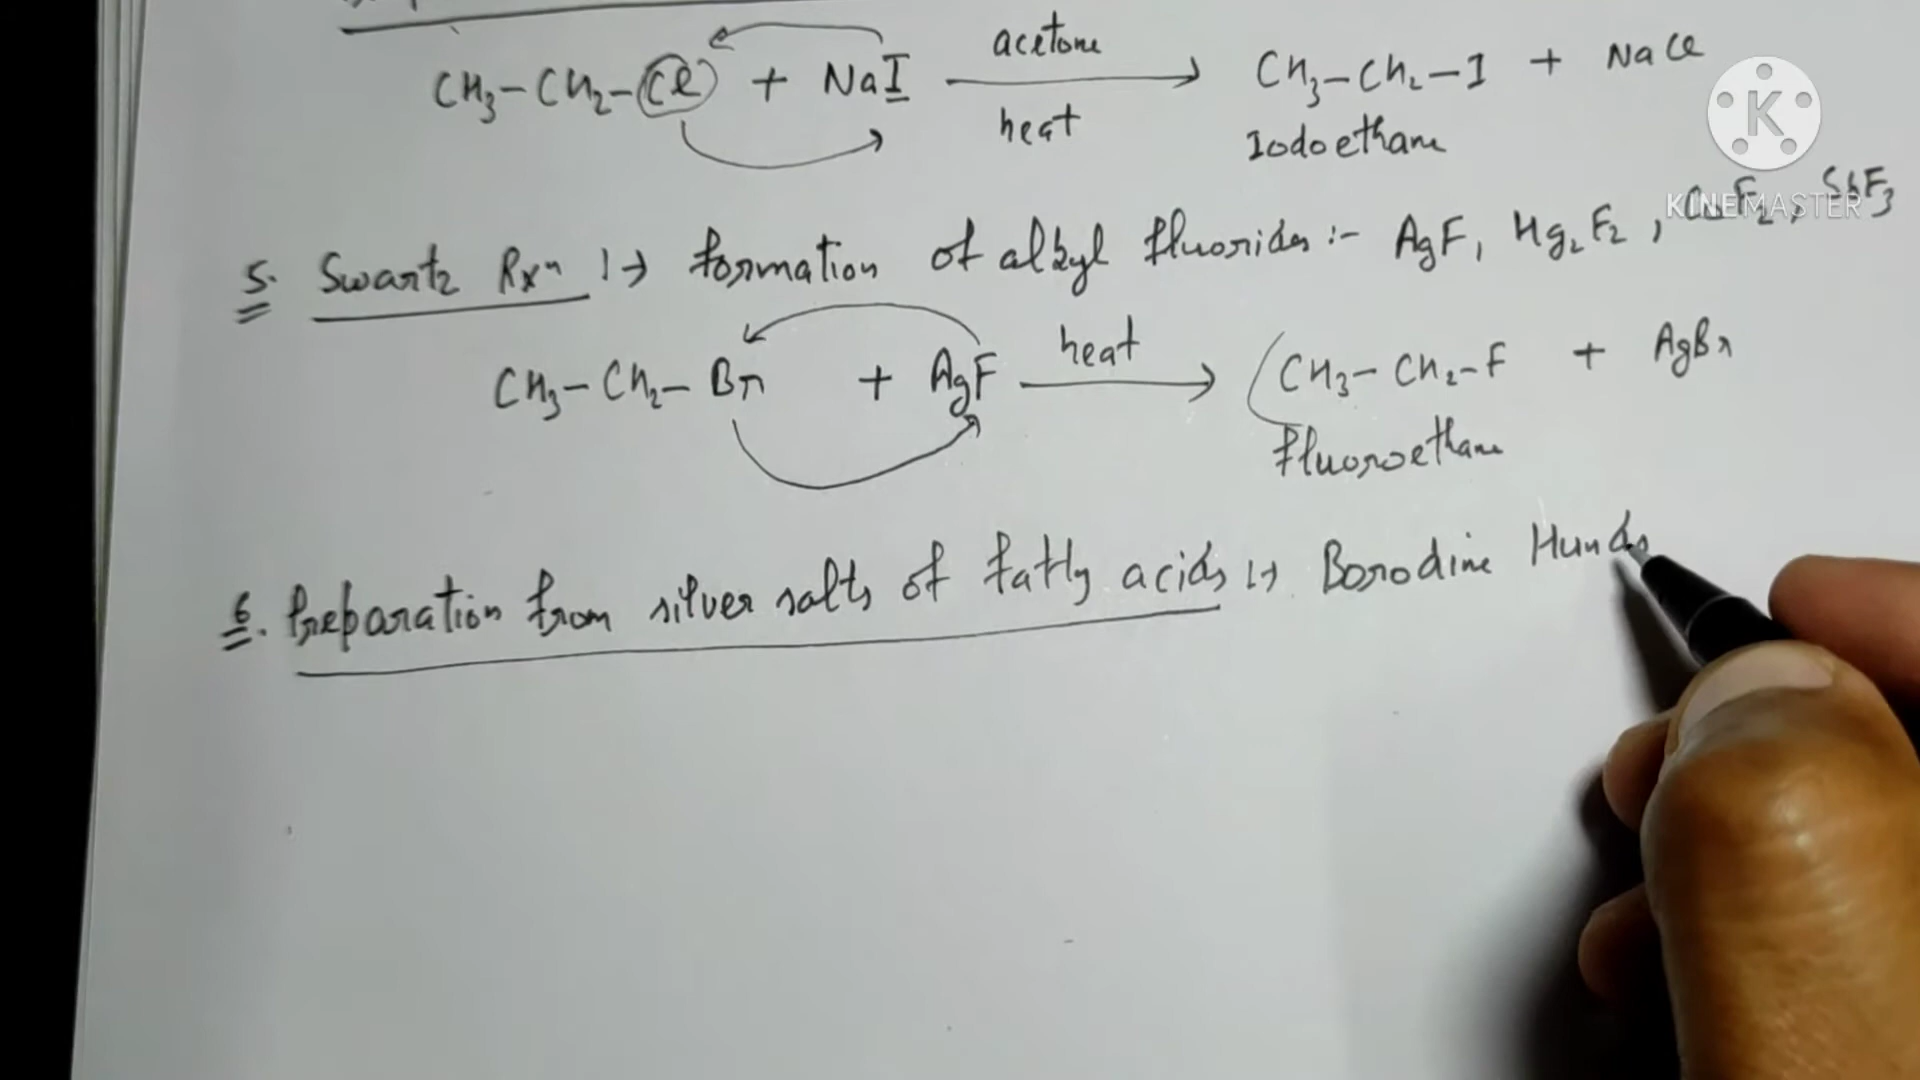 acetone
CH3-CH2-Cl + NaI → CH3-CH2-I + NaCl
heat
Iodoethane
K
KINEMASTER
5. Swartz Rxn :→ formation of alkyl fluorides :- AgF, Hg2F2, CoF2, SbF3
heat
CH3-CH2-Br + AgF → CH3-CH2-F + AgBr
Fluoroethane
6. Preparation from silver salts of fatty acids :→ Borodine Hunds